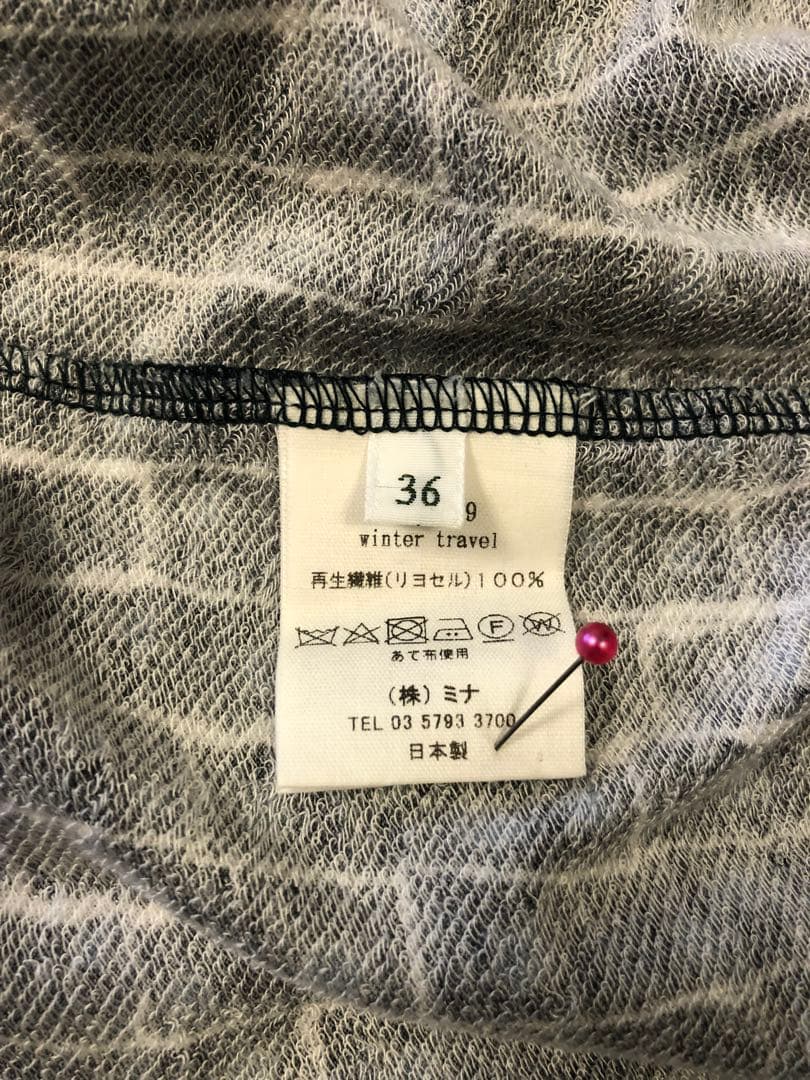 36
9
winter travel
再生繊維(リヨセル)100%
F W
あて布使用
(株)ミナ
TEL 03 5793 3700
日本製